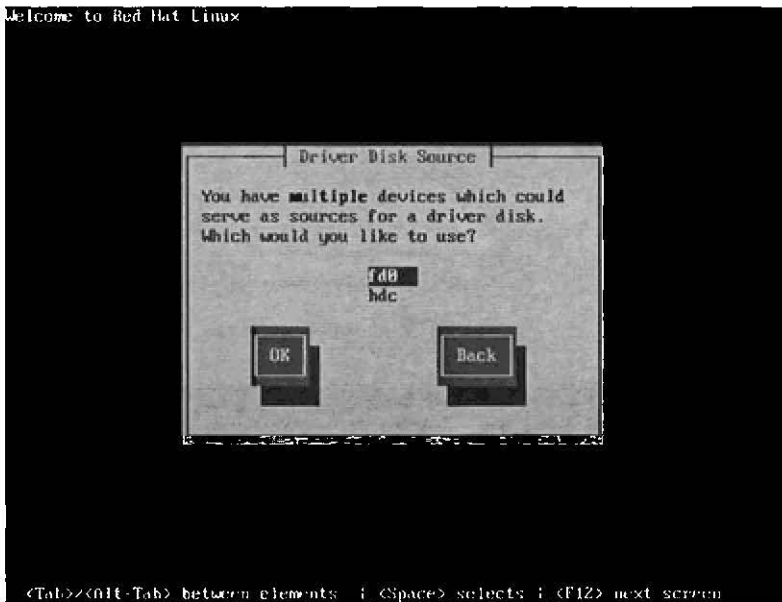 Welcome to Red Hat Linux
Driver Disk Source
You have multiple devices which could
serve as sources for a driver disk.
Which would you like to use?
fd0
hdc
OK
Back
<Tab>/<Alt-Tab> between elements | <Space> selects | <F12> next screen